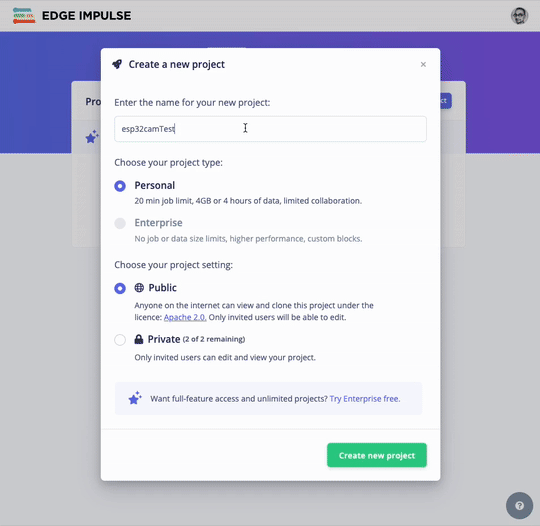 EDGE IMPULSE
Create a new project
×
Pro
ct
Enter the name for your new project:
esp32camTest
Choose your project type:
Personal
20 min job limit, 4GB or 4 hours of data, limited collaboration.
Enterprise
No job or data size limits, higher performance, custom blocks.
Choose your project setting:
Public
Anyone on the internet can view and clone this project under the
licence: Apache 2.0. Only invited users will be able to edit.
Private (2 of 2 remaining)
Only invited users can edit and view your project.
Want full-feature access and unlimited projects? Try Enterprise free.
Create new project
?